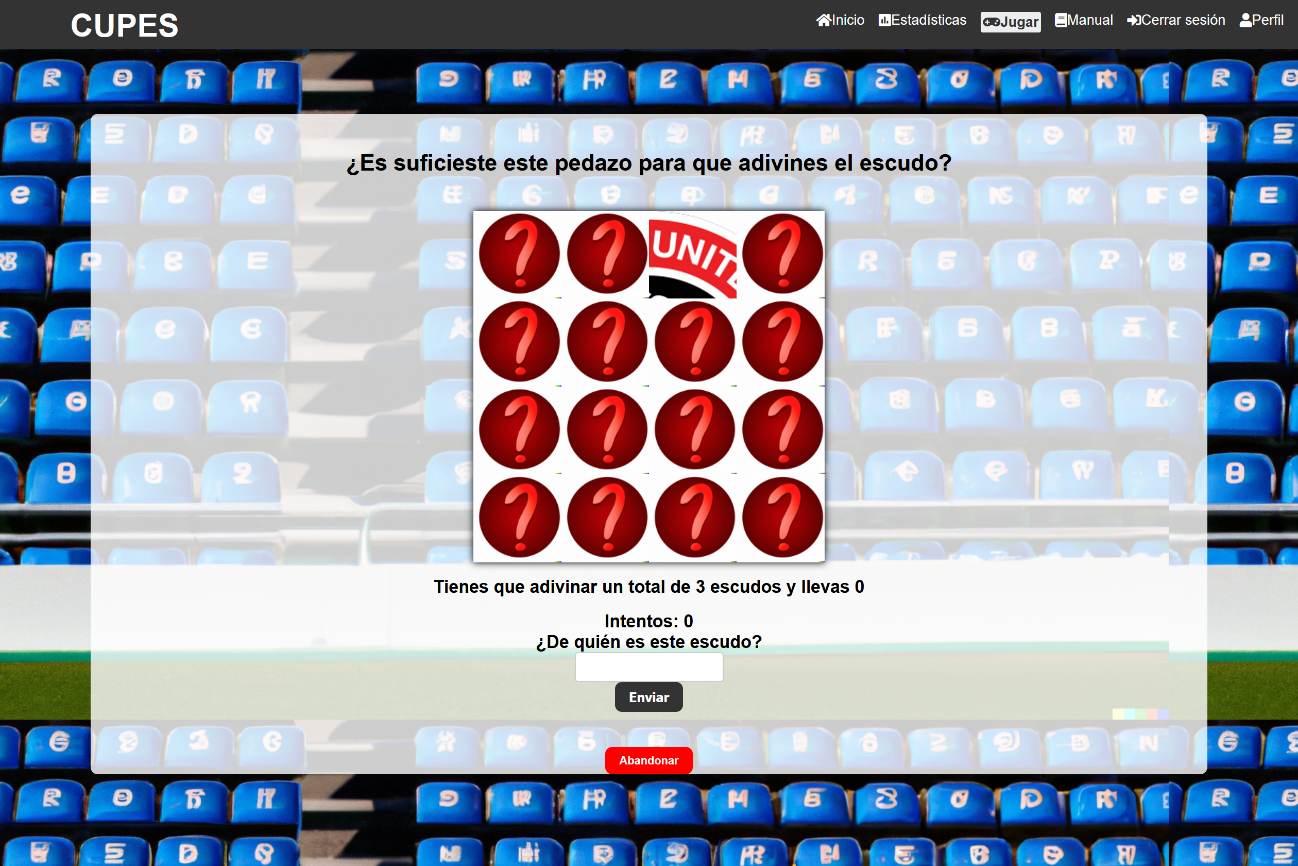 CUPES
Inicio Estadísticas Jugar Manual Cerrar sesión Perfil
¿Es suficieste este pedazo para que adivines el escudo?
UNITE
Tienes que adivinar un total de 3 escudos y llevas 0
Intentos: 0
¿De quién es este escudo?
Enviar
Abandonar